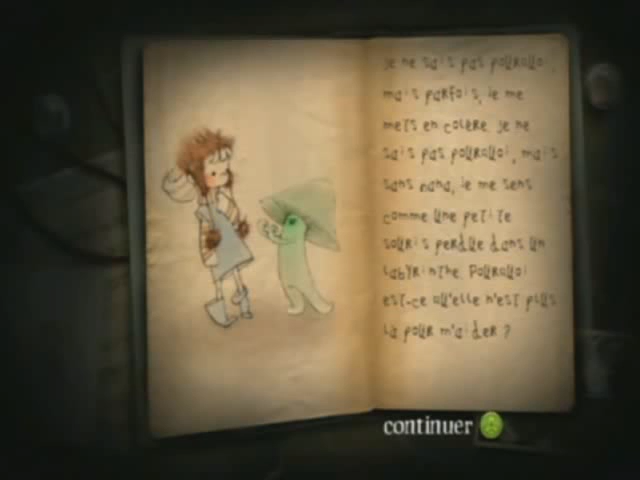 Je ne sais pas pourquoi,
mais parfois, je me
mets en colère. Je ne
sais pas pourquoi, mais
sans nana, je me sens
comme une petite
souris perdue dans un
labyrinthe. Pourquoi
est-ce qu'elle n'est plus
là pour m'aider ?
continuer